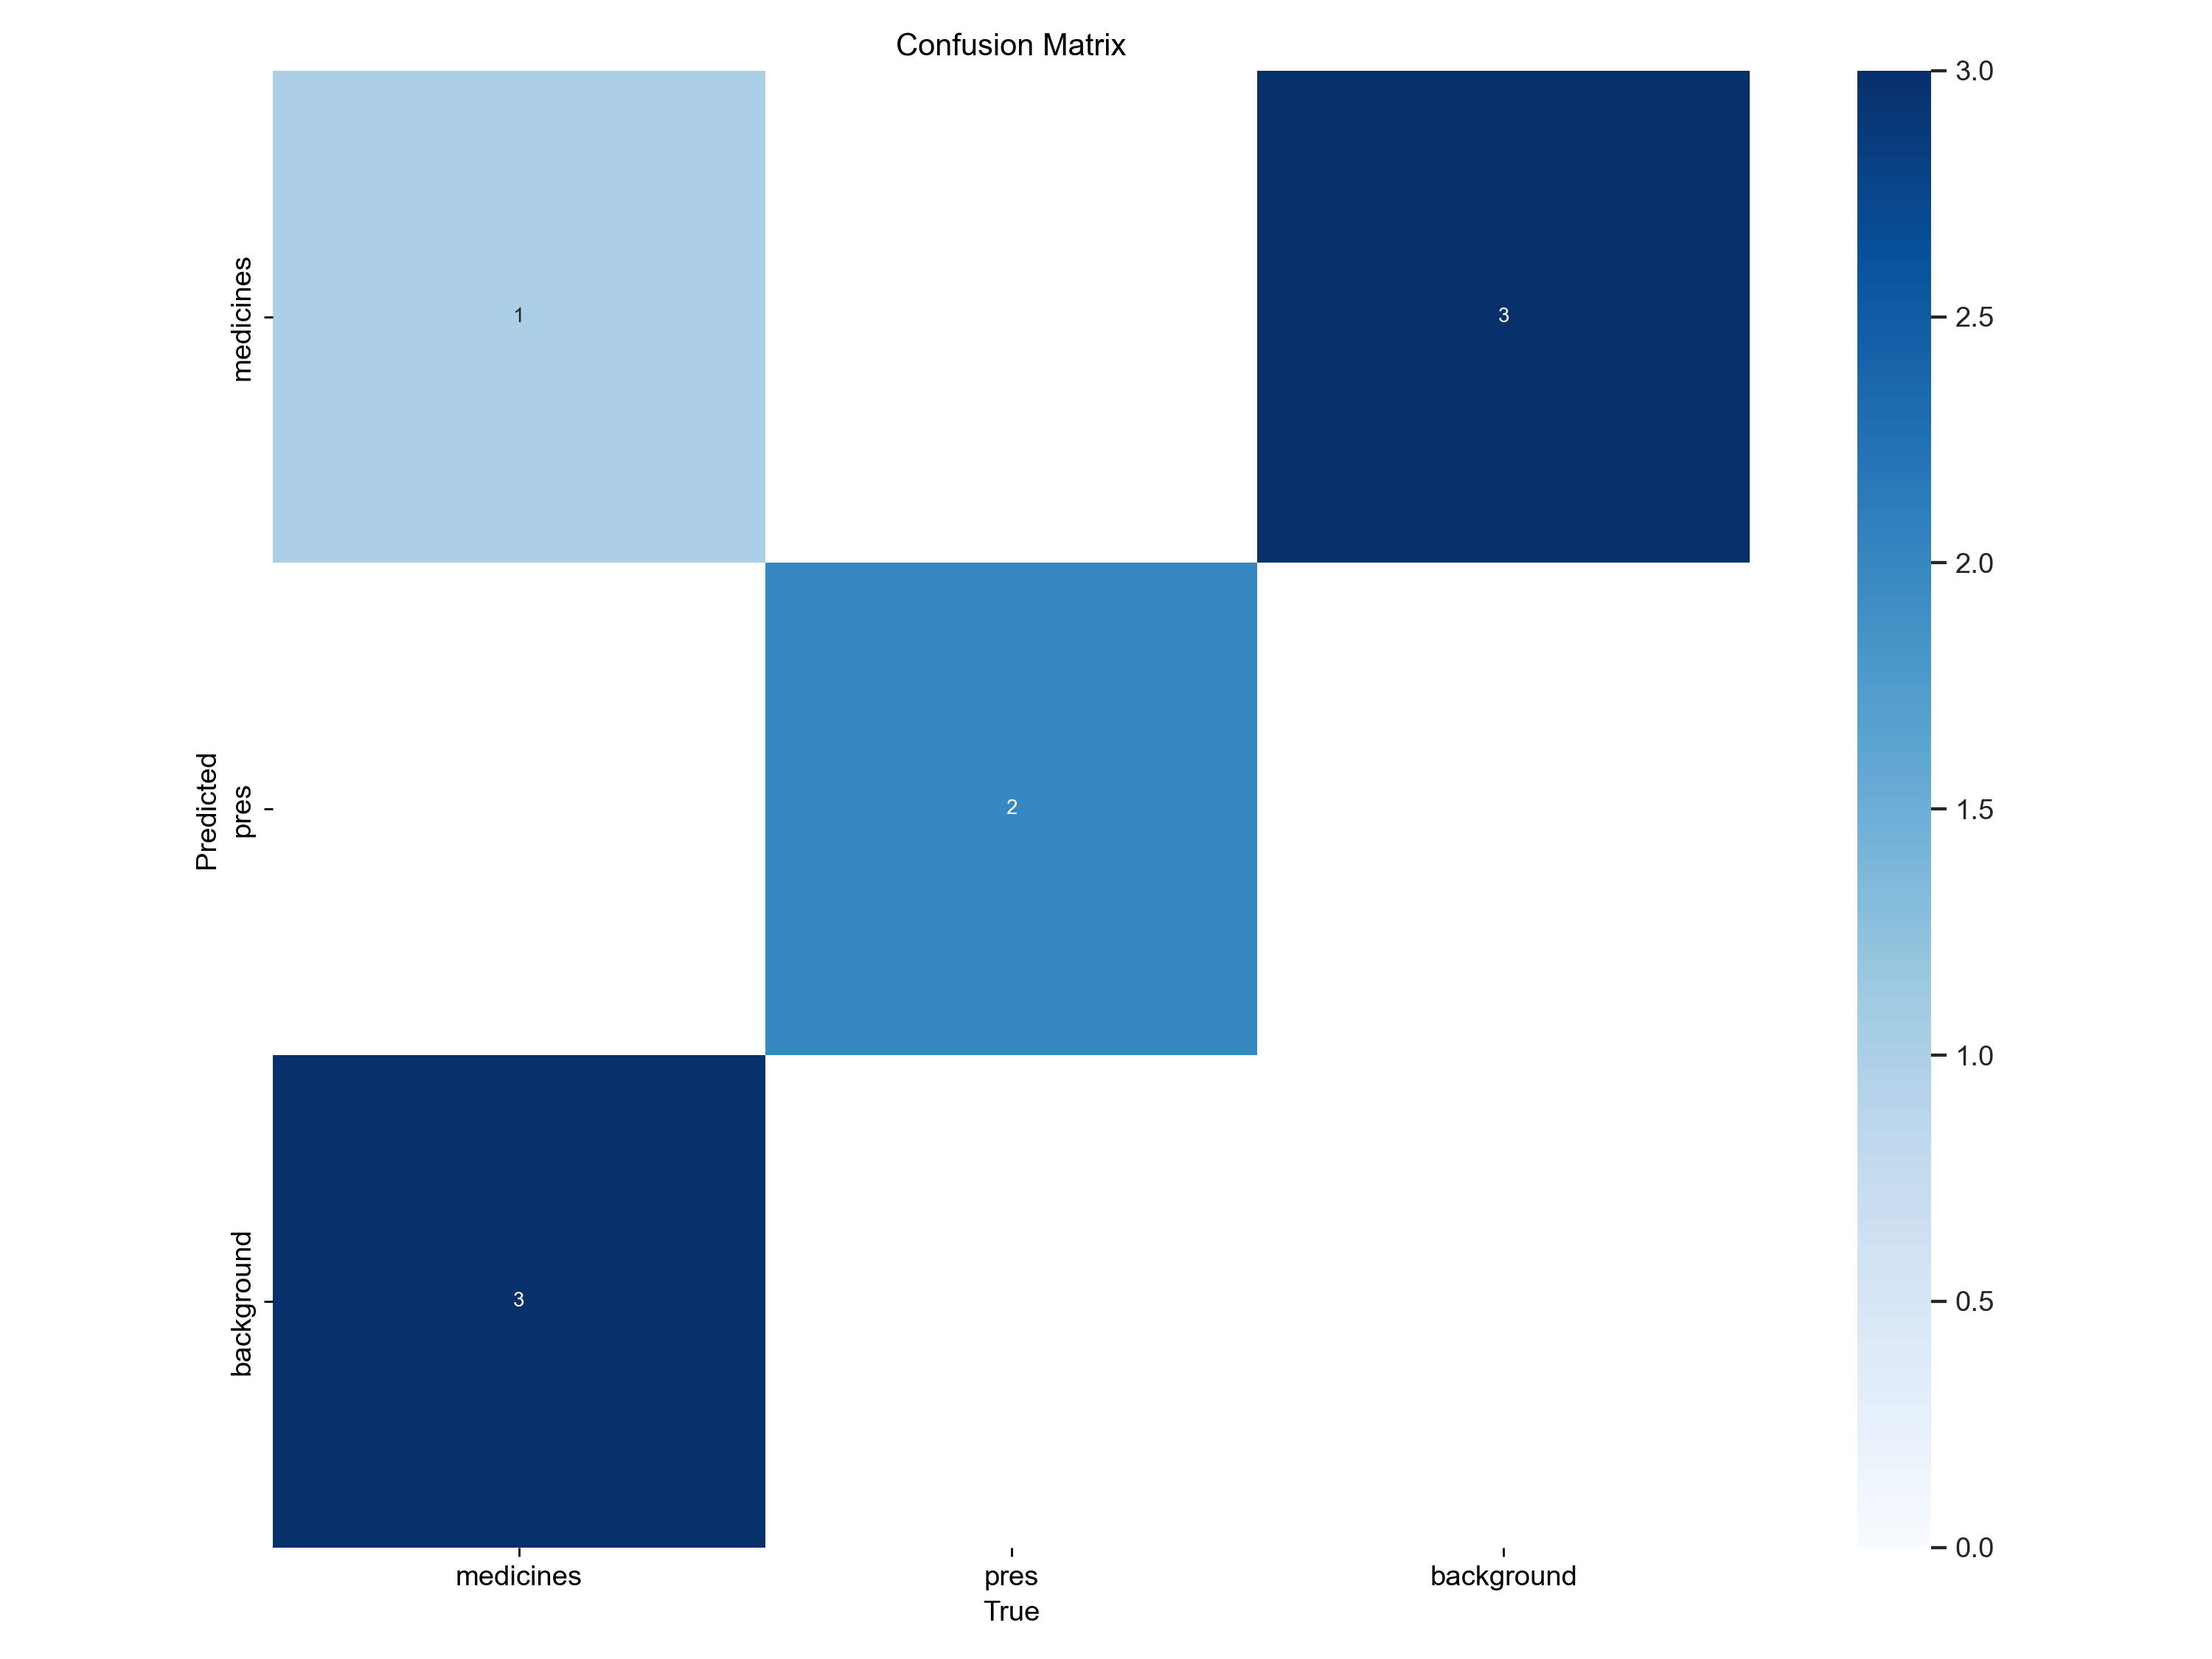 Confusion Matrix
medicines
pres
background
Predicted
1
3
2
3
medicines
pres
background
True
3.0
2.5
2.0
1.5
1.0
0.5
0.0